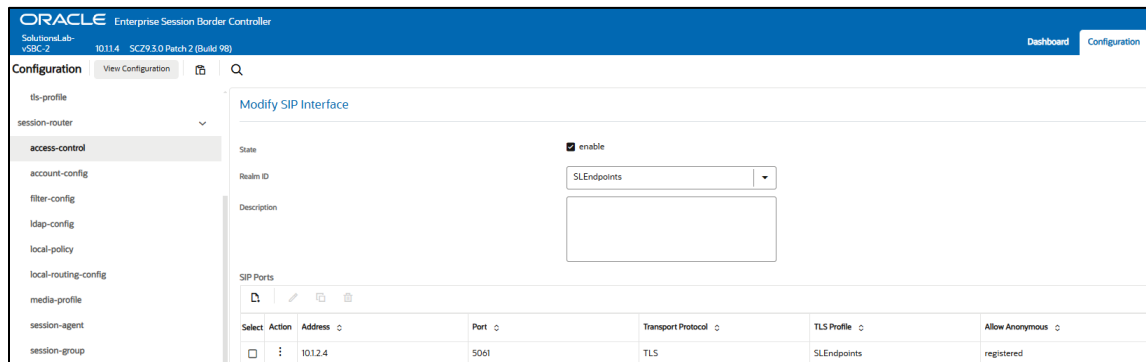 ORACLE Enterprise Session Border Controller
SolutionsLab-
vSBC-2 10.1.1.4 SCZ9.3.0 Patch 2 (Build 98)
Dashboard Configuration
Configuration View Configuration
tls-profile
session-router
access-control
account-config
filter-config
ldap-config
local-policy
local-routing-config
media-profile
session-agent
session-group
Modify SIP Interface
State enable
Realm ID SLEndpoints
Description
SIP Ports
Select Action Address Port Transport Protocol TLS Profile Allow Anonymous
10.1.2.4 5061 TLS SLEndpoints registered